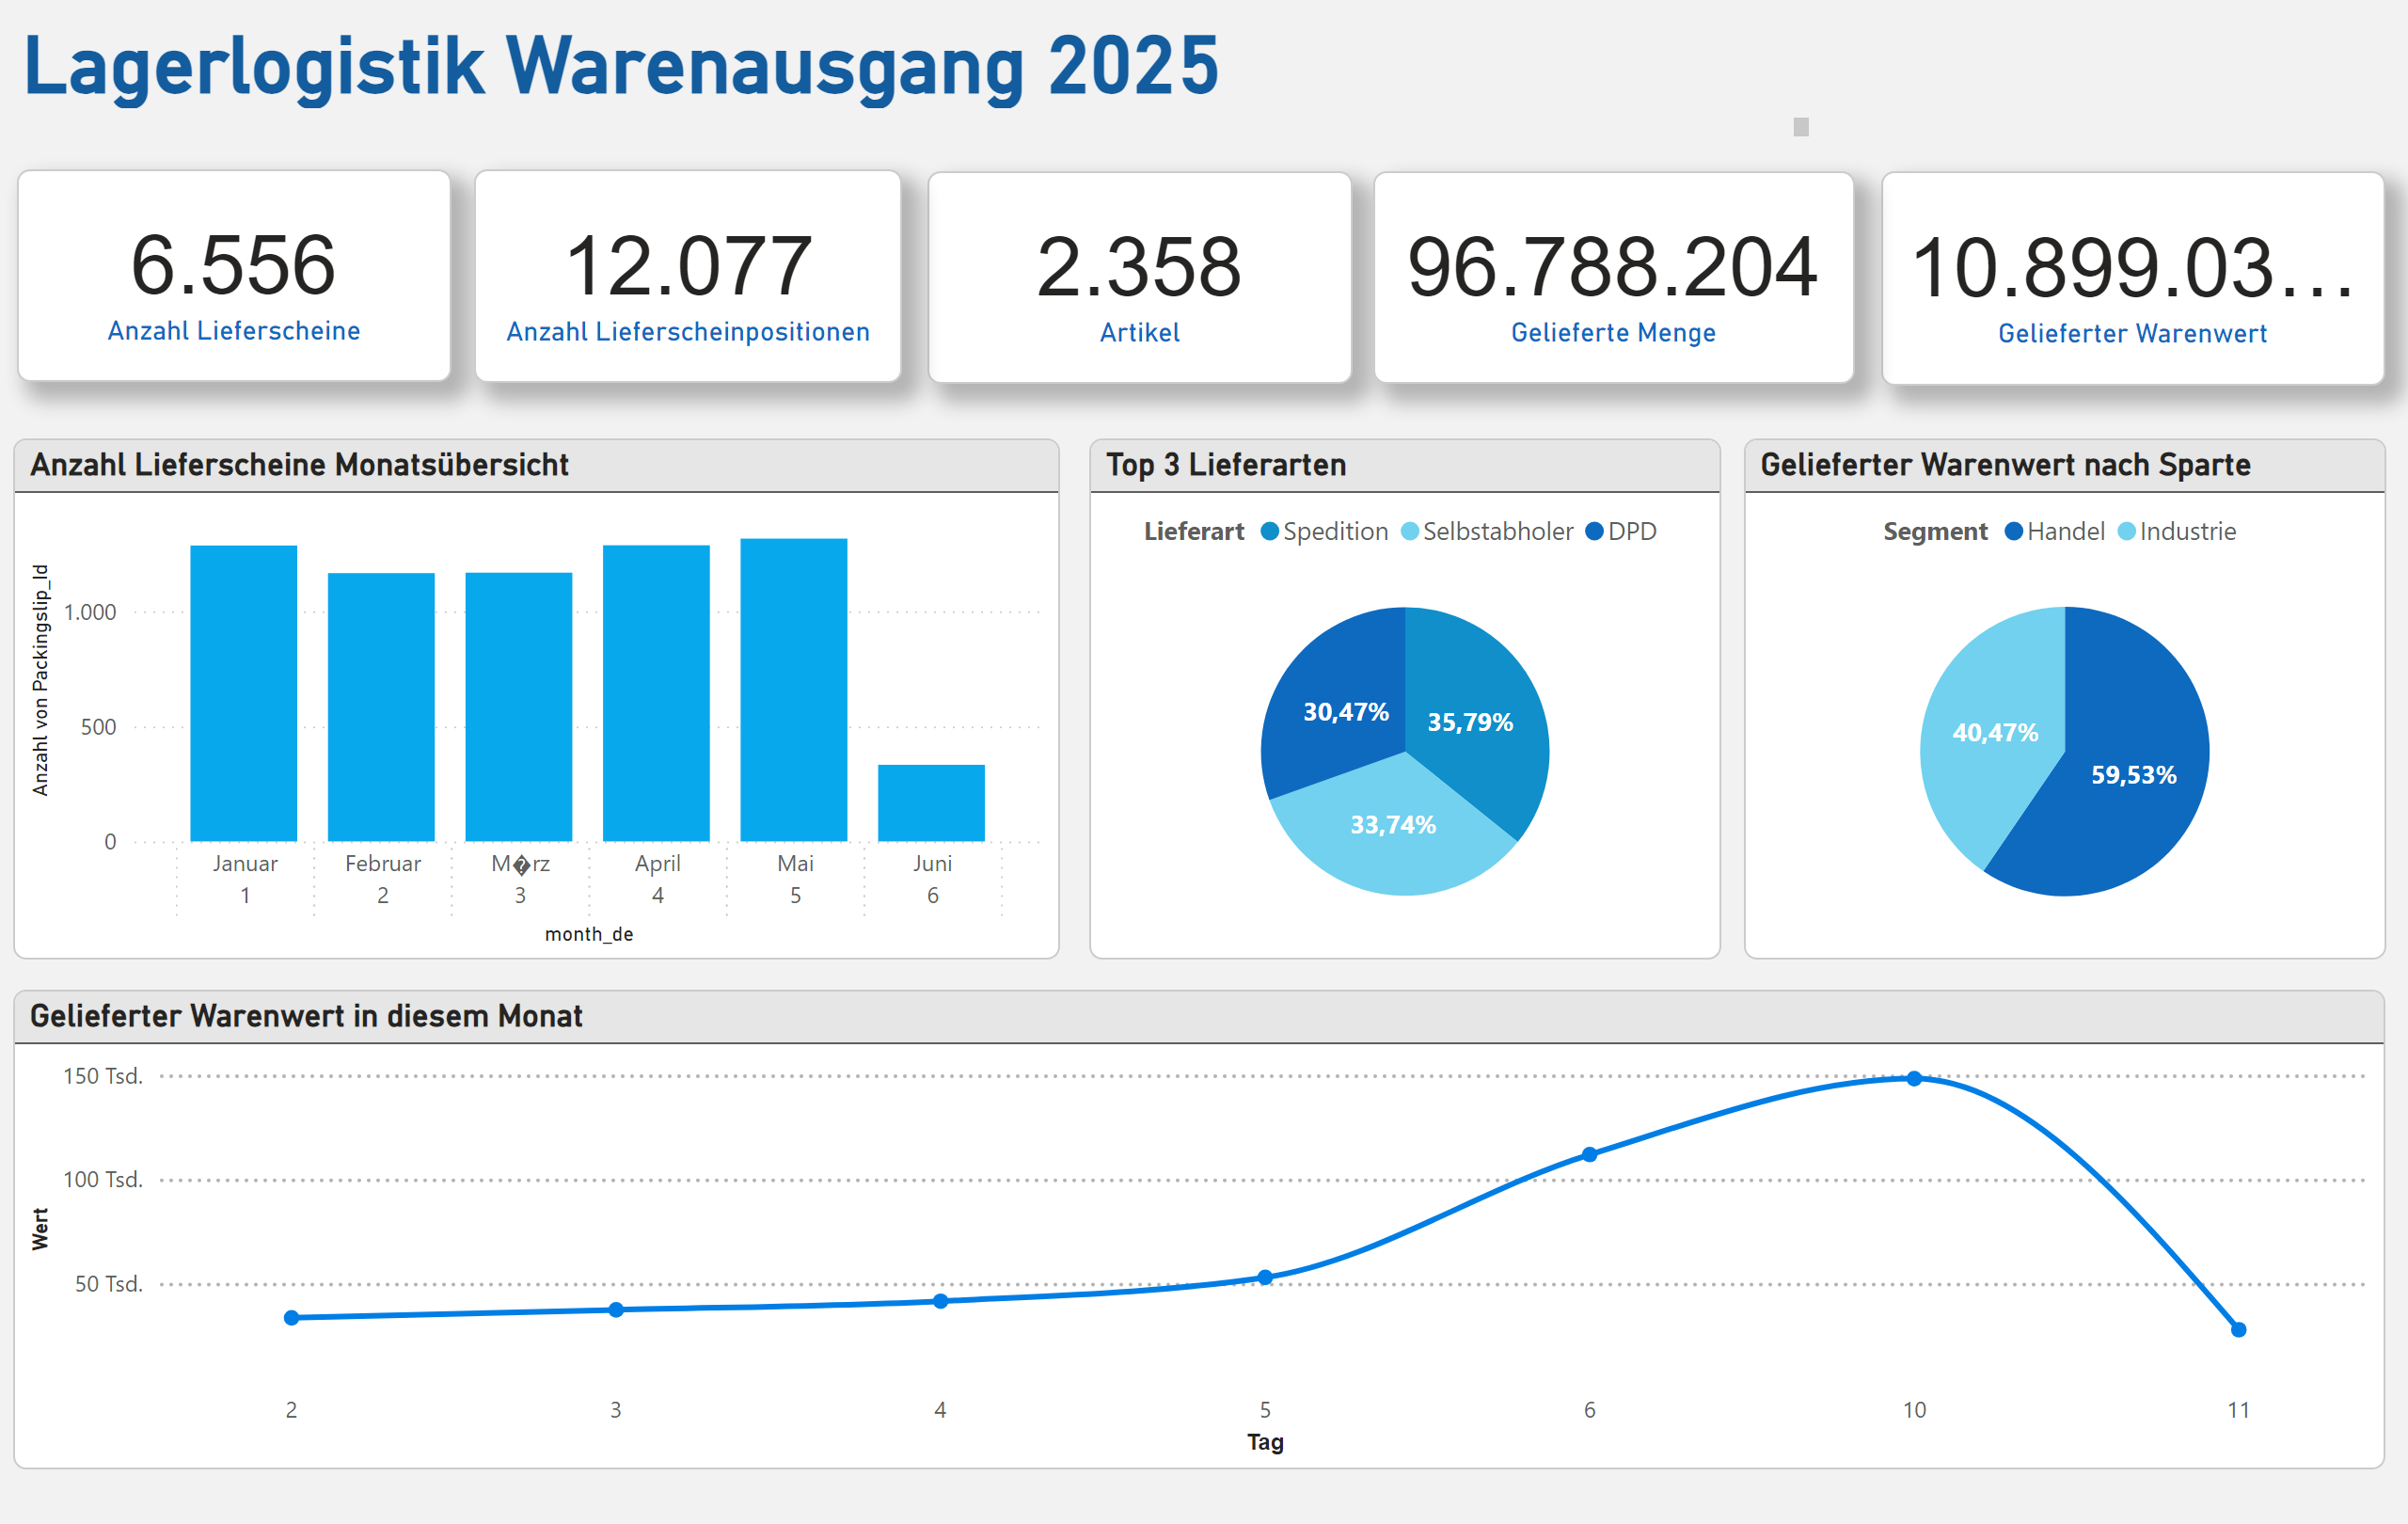 Lagerlogistik Warenausgang 2025
6.556
Anzahl Lieferscheine
12.077
Anzahl Lieferscheinpositionen
2.358
Artikel
96.788.204
Gelieferte Menge
10.899.03...
Gelieferter Warenwert
Anzahl Lieferscheine Monatsübersicht
Anzahl von Packingslip_Id
1.000
500
0
Januar Februar M�rz April Mai Juni
1 2 3 4 5 6
month_de
Top 3 Lieferarten
Lieferart Spedition Selbstabholer DPD
30,47% 35,79%
33,74%
Gelieferter Warenwert nach Sparte
Segment Handel Industrie
40,47%
59,53%
Gelieferter Warenwert in diesem Monat
Wert
150 Tsd.
100 Tsd.
50 Tsd.
2 3 4 5 6 10 11
Tag